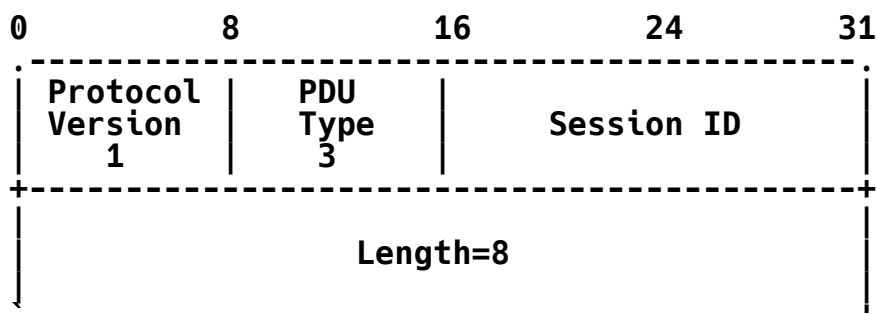 0 8 16 24 31
Protocol PDU
Version Type Session ID
1 3
Length=8